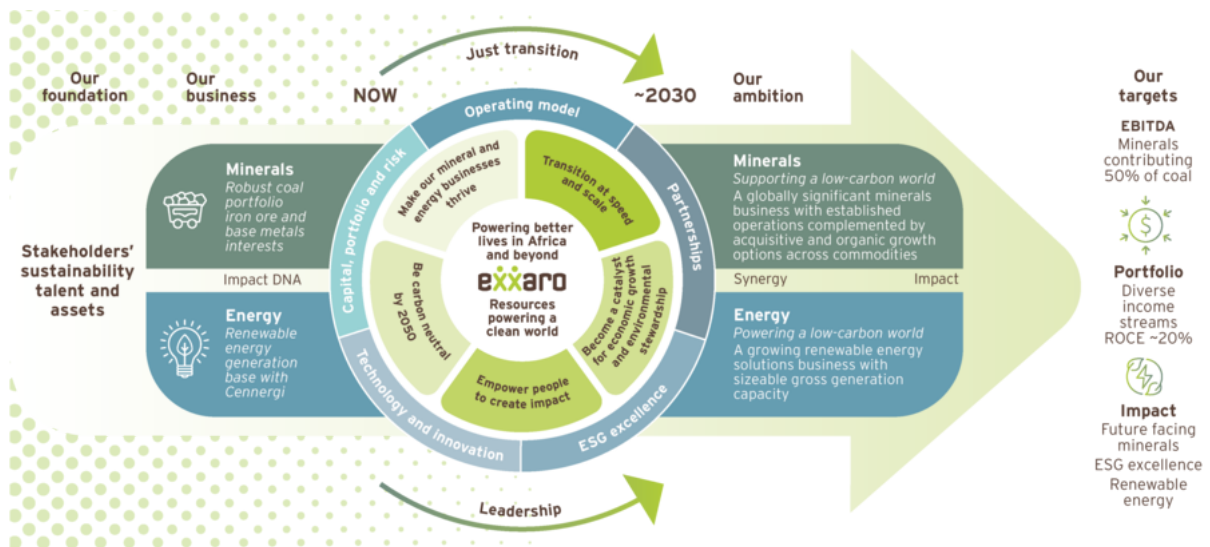 Just transition
Our
foundation
Our
business
NOW
~2030
Our
ambition
Our
targets
Stakeholders'
sustainability
talent and
assets
Minerals
Robust coal
portfolio
iron ore and
base metals
interests
Impact DNA
Energy
Renewable
energy
generation
base with
Cennergi
Operating model
Partnerships
ESG excellence
Technology and innovation
Capital, portfolio and risk
Make our mineral and
energy businesses
thrive
Transition at speed
and scale
Become a catalyst
for economic growth
and environmental
stewardship
Empower people
to create impact
Be carbon neutral
by 2050
Powering better
lives in Africa
and beyond
exxaro
Resources
powering a
clean world
Minerals
Supporting a low-carbon world
A globally significant minerals
business with established
operations complemented by
acquisitive and organic growth
options across commodities
Synergy
Impact
Energy
Powering a low-carbon world
A growing renewable energy
solutions business with
sizeable gross generation
capacity
EBITDA
Minerals
contributing
50% of coal
$
Portfolio
Diverse
income
streams
ROCE ~20%
Impact
Future facing
minerals
ESG excellence
Renewable
energy
Leadership